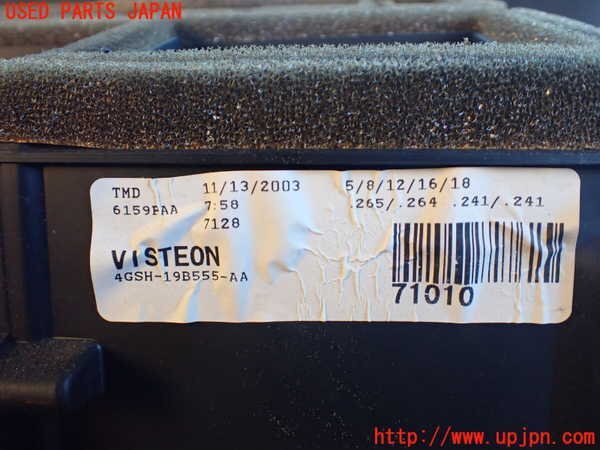 USED PARTS JAPAN
TMD 11/13/2003 5/8/12/16/18
6159PAA 7:58 .265/.264 .241/.241
7128
VISTEON
4GSH-19B555-AA
71010
https://www.upjpn.com